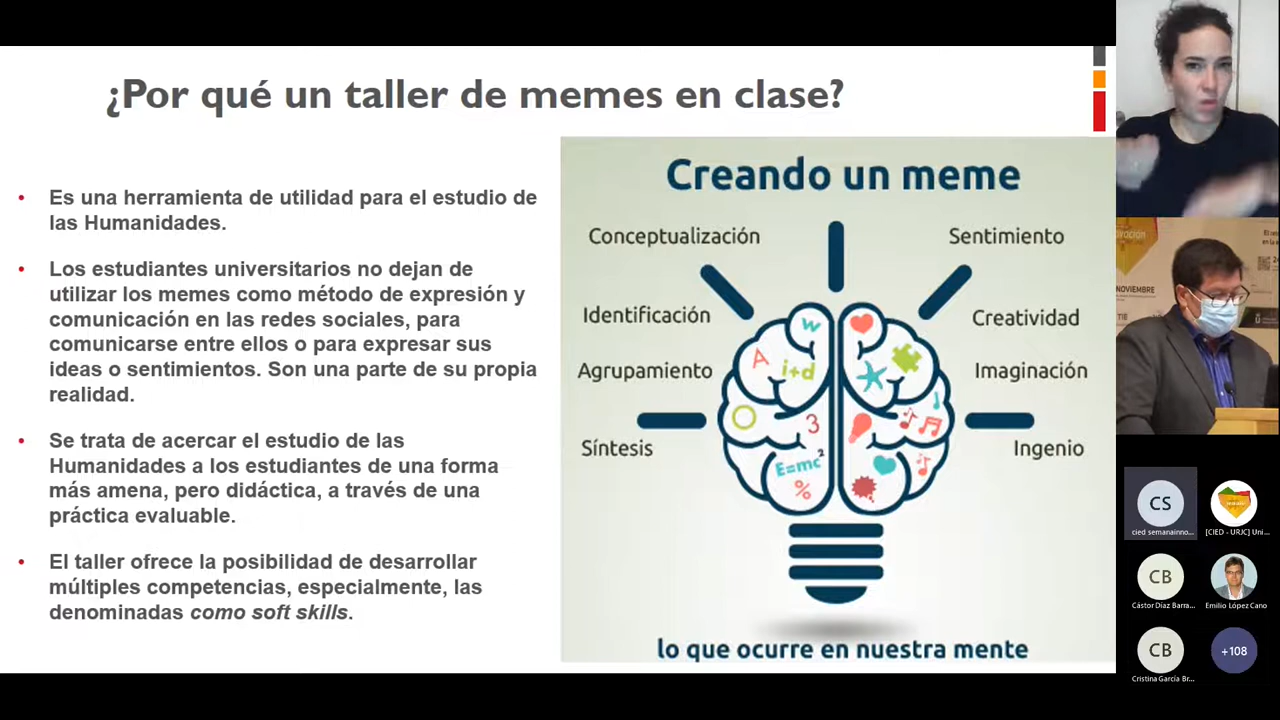 ¿Por qué un taller de memes en clase?
• Es una herramienta de utilidad para el estudio de
las Humanidades.
• Los estudiantes universitarios no dejan de
utilizar los memes como método de expresión y
comunicación en las redes sociales, para
comunicarse entre ellos o para expresar sus
ideas o sentimientos. Son una parte de su propia
realidad.
• Se trata de acercar el estudio de las
Humanidades a los estudiantes de una forma
más amena, pero didáctica, a través de una
práctica evaluable.
• El taller ofrece la posibilidad de desarrollar
múltiples competencias, especialmente, las
denominadas como soft skills.
Creando un meme
Conceptualización
Identificación
Agrupamiento
Síntesis
Sentimiento
Creatividad
Imaginación
Ingenio
W
A
i+d
3
E=mc²
%
lo que ocurre en nuestra mente
NOVIEMBRE
CS
cied semanainno...
[CIED - URJC] Uni...
CB
Cástor Díaz Barra...
Emilio López Cano
CB
Cristina García Br...
+108